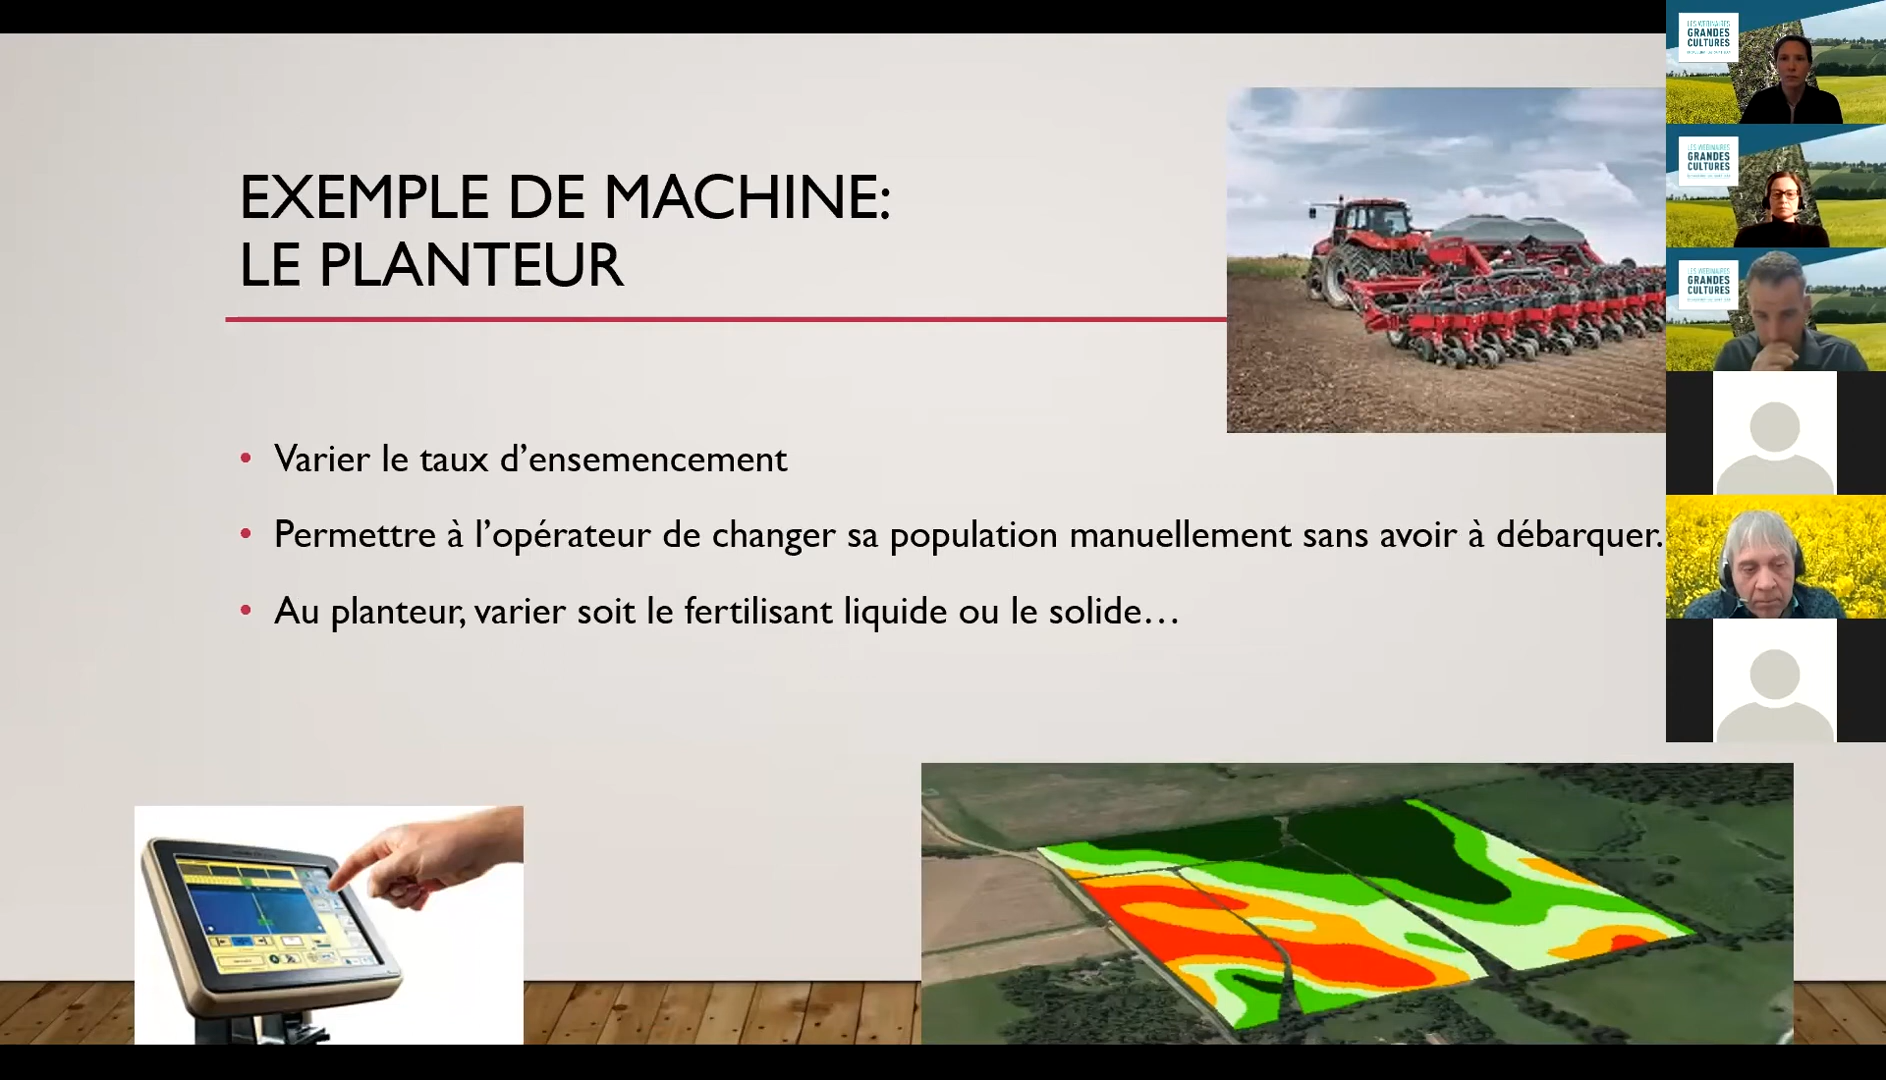 EXEMPLE DE MACHINE:
LE PLANTEUR
• Varier le taux d’ensemencement
• Permettre à l’opérateur de changer sa population manuellement sans avoir à débarquer.
• Au planteur, varier soit le fertilisant liquide ou le solide…
LES WEBINAIRES
GRANDES
CULTURES
LES WEBINAIRES
GRANDES
CULTURES
LES WEBINAIRES
GRANDES
CULTURES